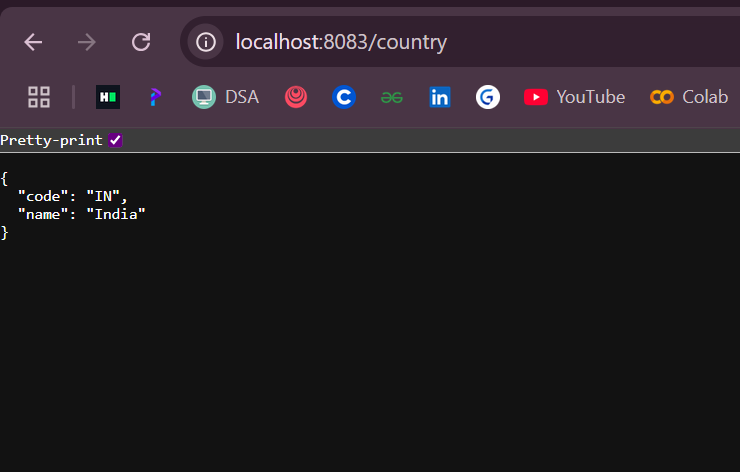 localhost:8083/country
DSA YouTube Colab
Pretty-print
{
  "code": "IN",
  "name": "India"
}